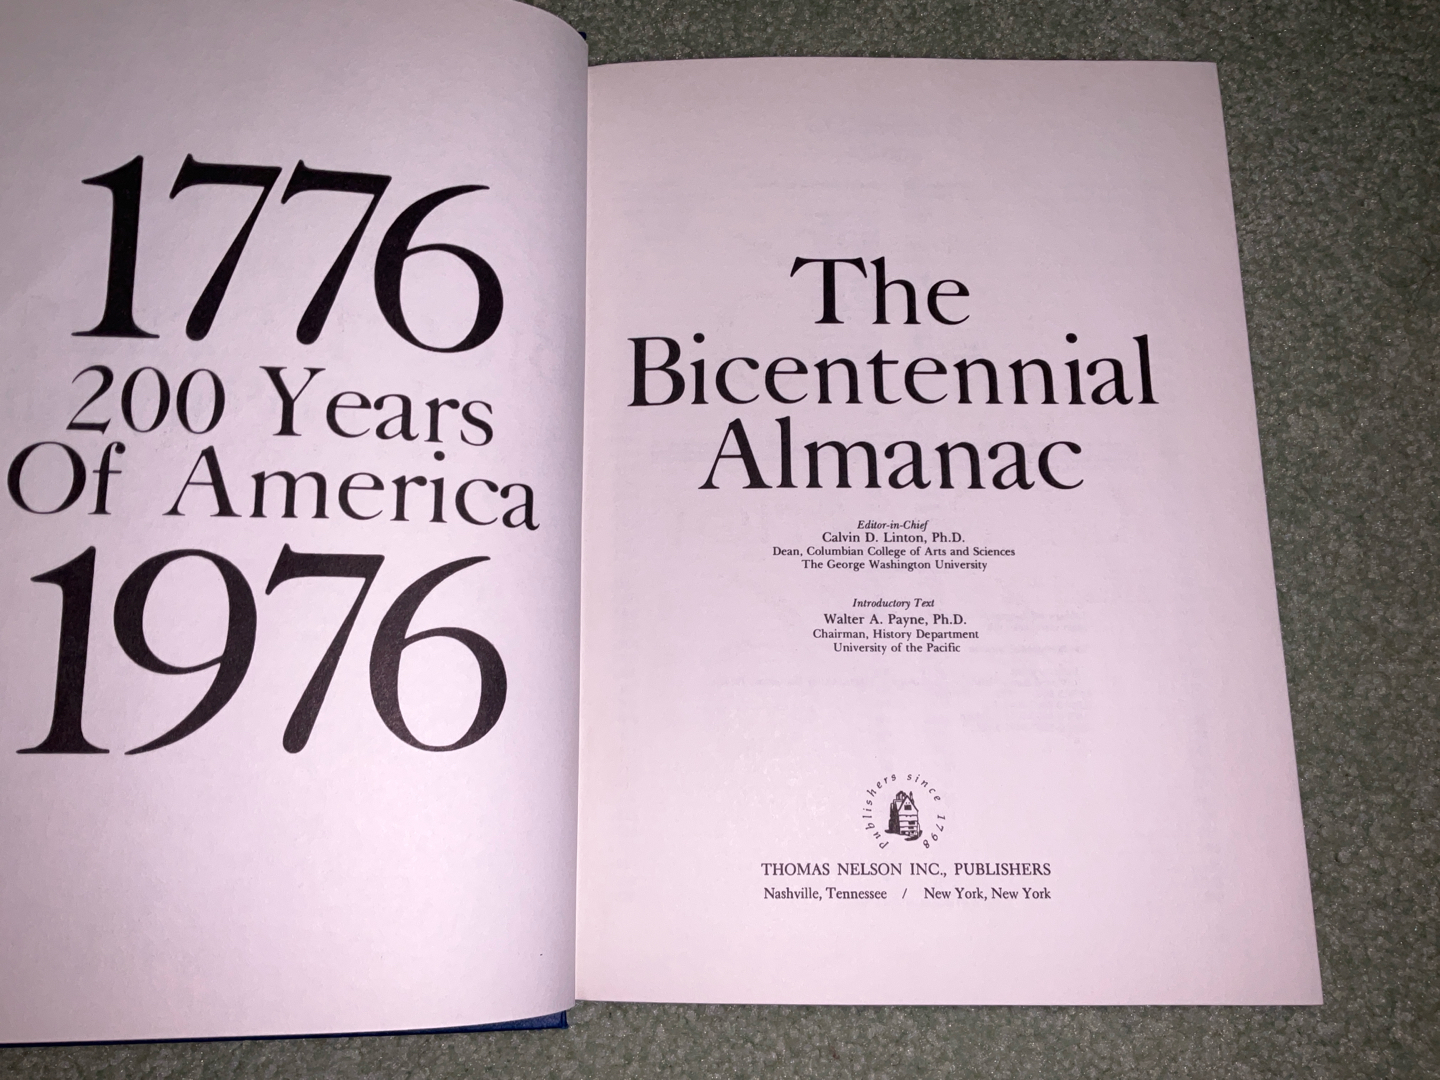 1776
200 Years
Of America
1976
The
Bicentennial
Almanac
Editor-in-Chief
Calvin D. Linton, Ph.D.
Dean, Columbian College of Arts and Sciences
The George Washington University
Introductory Text
Walter A. Payne, Ph.D.
Chairman, History Department
University of the Pacific
publishers since 1798
THOMAS NELSON INC., PUBLISHERS
Nashville, Tennessee / New York, New York